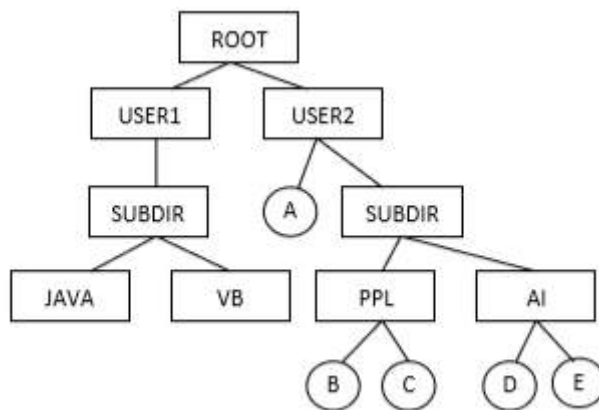 ROOT
USER1 USER2
SUBDIR A SUBDIR
JAVA VB PPL AI
B C D E